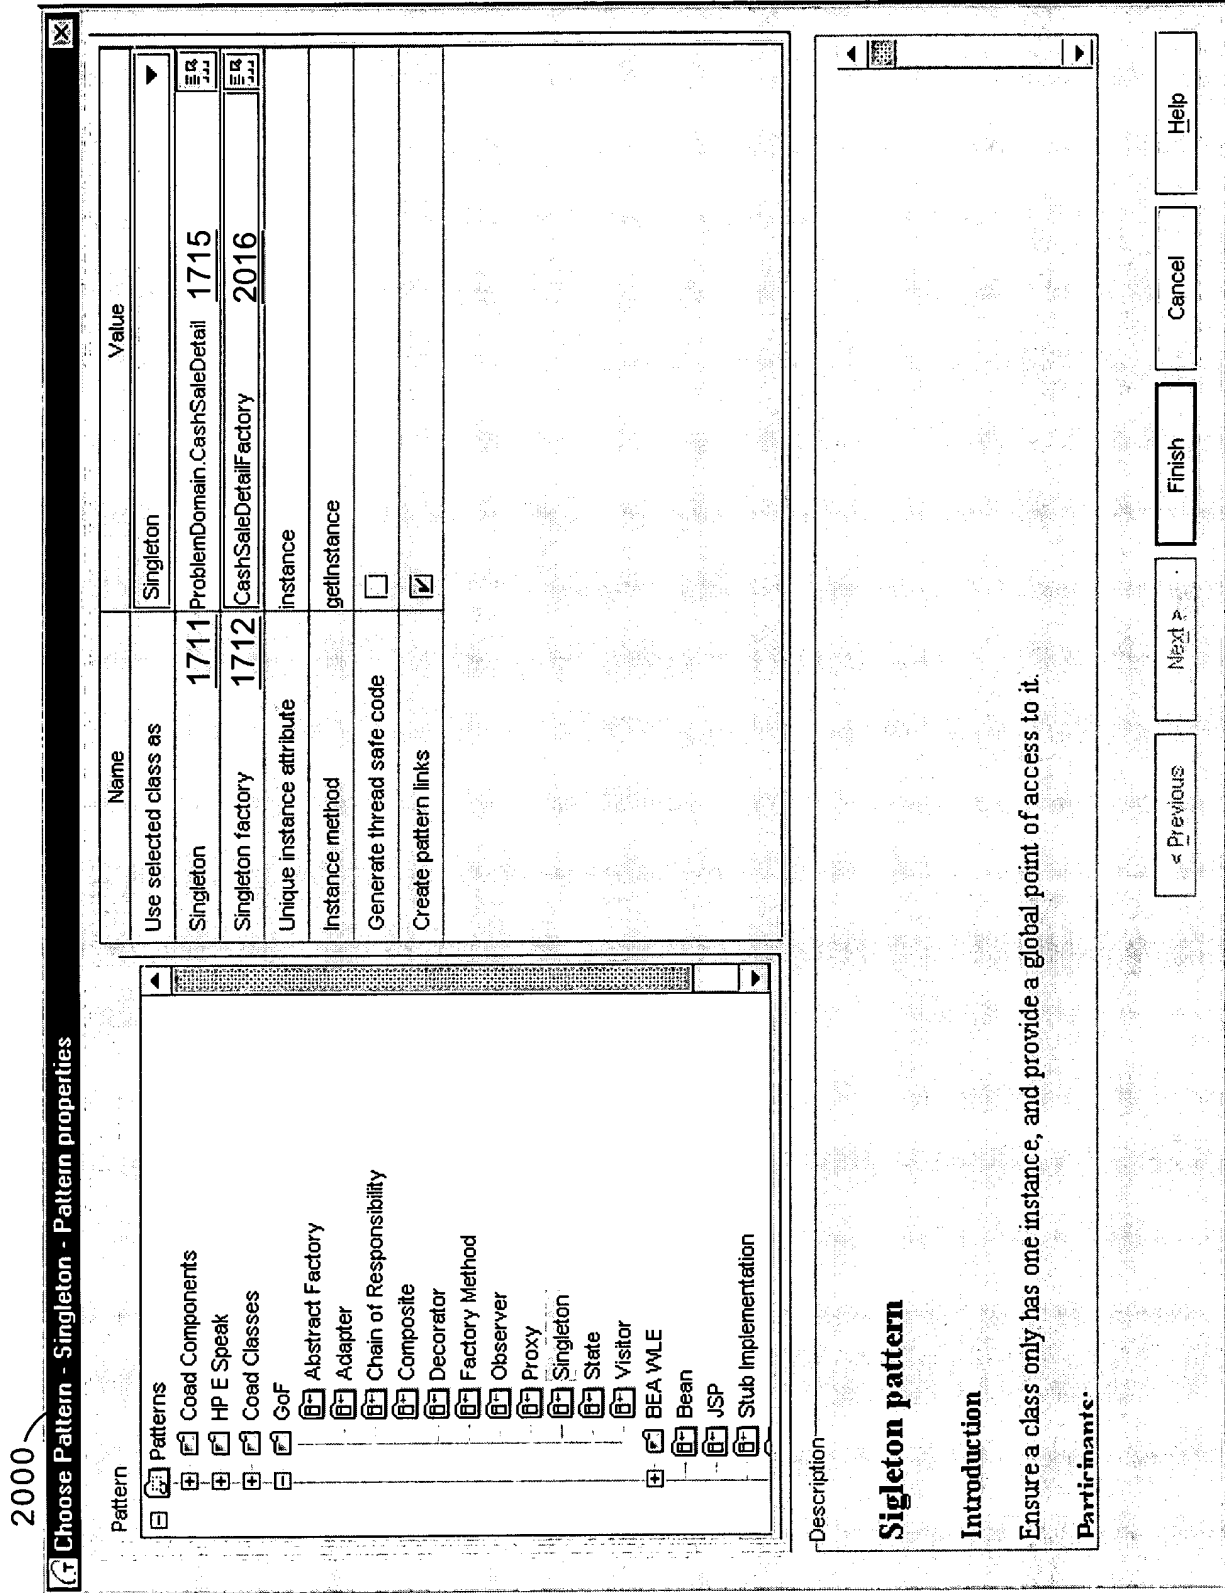 2000
Choose Pattern - Singleton - Pattern properties
Pattern
Patterns
Coad Components
HP E Speak
Coad Classes
GoF
Abstract Factory
Adapter
Chain of Responsibility
Composite
Decorator
Factory Method
Observer
Proxy
Singleton
State
Visitor
BEA WLE
Bean
JSP
Stub Implementation
Name Value
Use selected class as Singleton
Singleton 1711 ProblemDomain.CashSaleDetail 1715
Singleton factory 1712 CashSaleDetailFactory 2016
Unique instance attribute instance
Instance method getInstance
Generate thread safe code
Create pattern links
Description
Sigleton pattern
Introduction
Ensure a class only has one instance, and provide a global point of access to it.
Participants:
< Previous Next > Finish Cancel Help